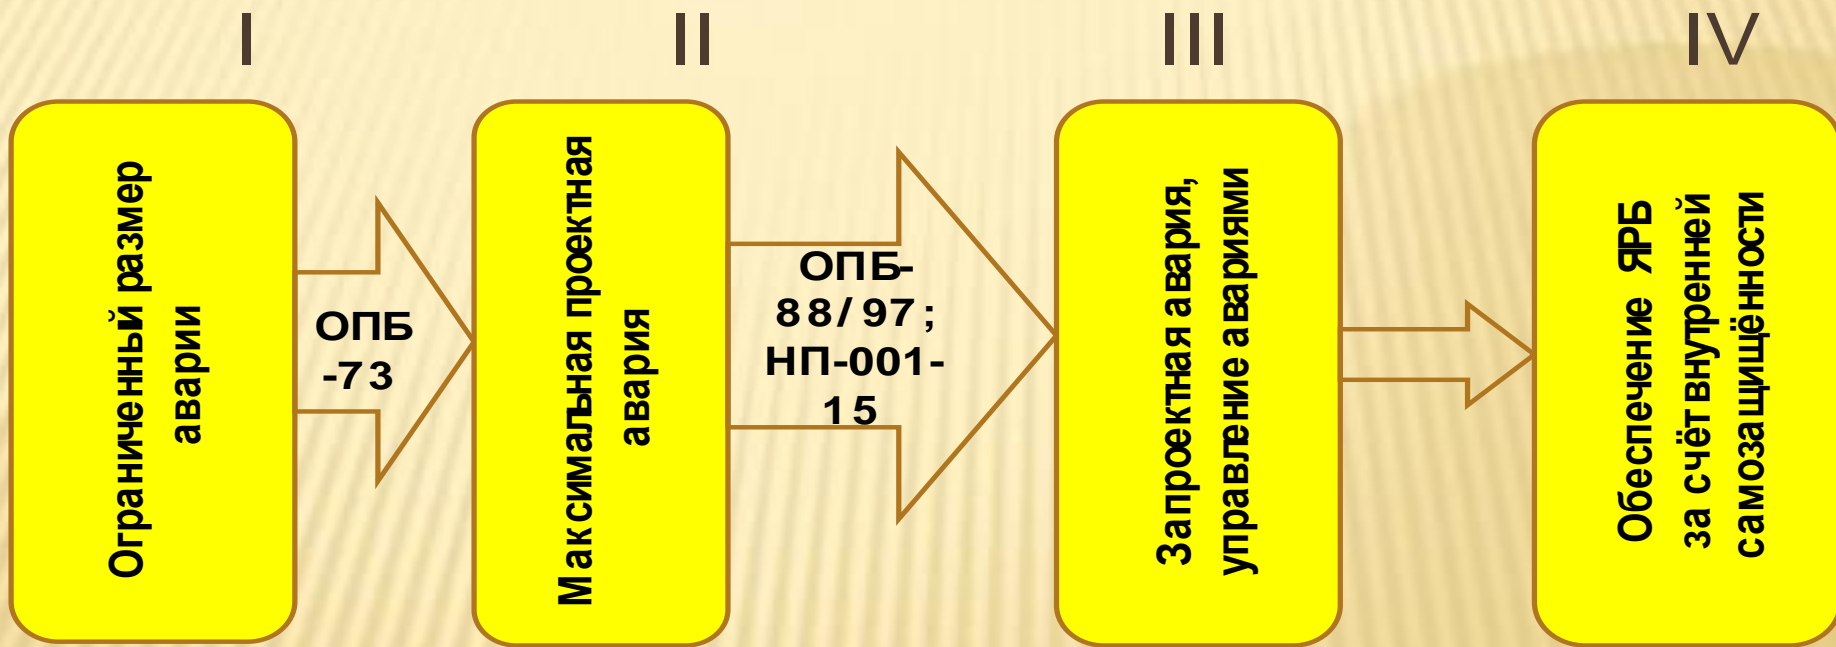 I
II
III
IV
Ограниченный размер
аварии
ОПБ
-73
Максимальная проектная
авария
ОПБ-
88/97;
НП-001-
15
Запроектная авария,
управление авариями
Обеспечение ЯРБ
за счёт внутренней
самозащищённости